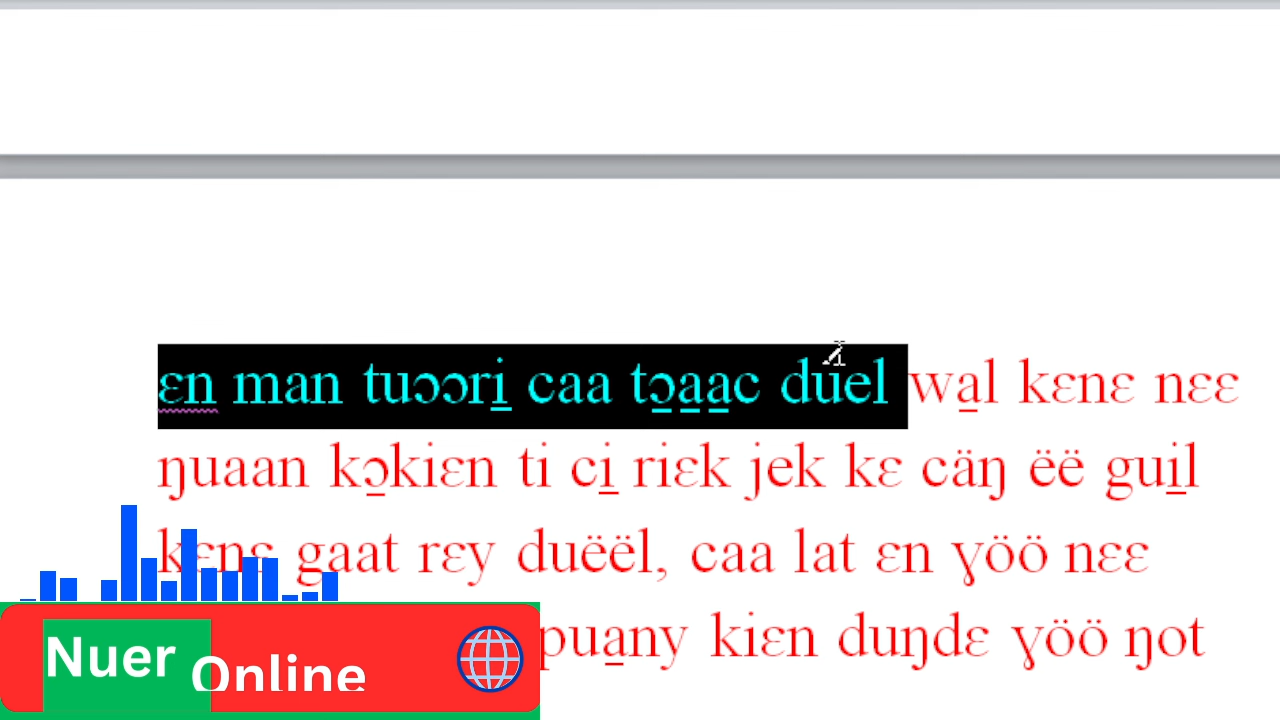 ɛn man tuɔɔri̱ caa tɔ̱a̱a̱c duel wa̱l kɛnɛ nɛɛ
ŋuaan kɔ̱kiɛn ti ci̱ riɛk jek kɛ cäŋ ëë gui̱l
kɛnɛ gaat rɛy duëël, caa lat ɛn ɣöö nɛɛ
pua̱ny kiɛn duŋdɛ ɣöö ŋot
Nuer Online